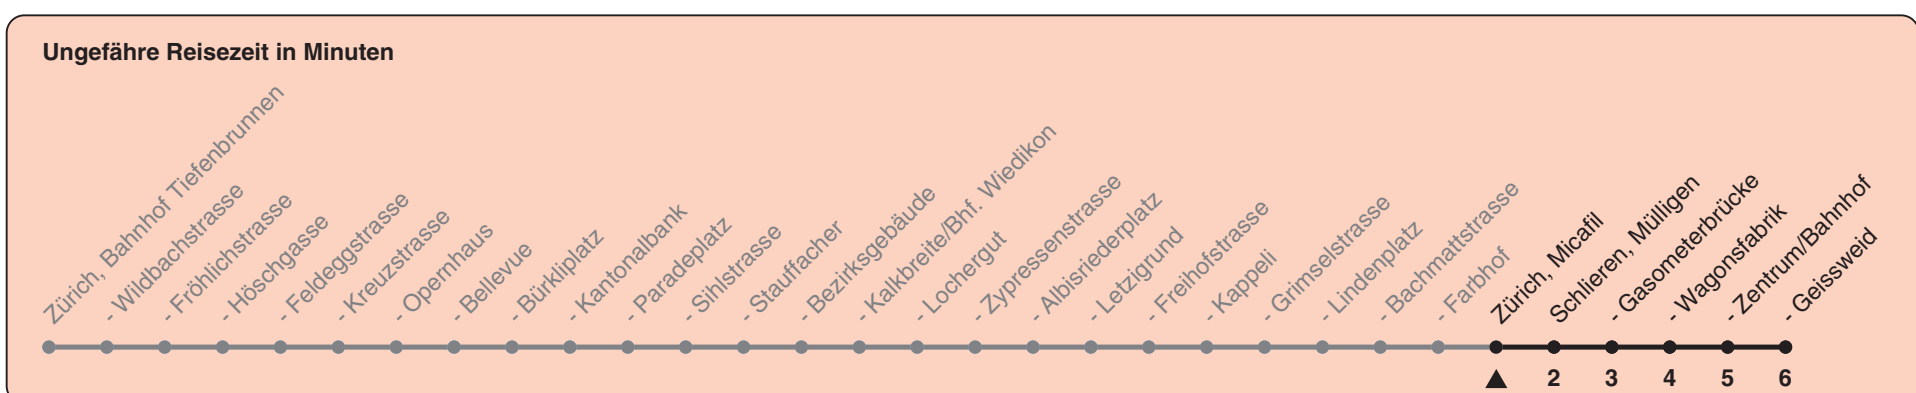 Ungefähre Reisezeit in Minuten
Zürich, Bahnhof Tiefenbrunnen
- Wildbachstrasse
- Fröhlichstrasse
- Höschgasse
- Feldeggstrasse
- Kreuzstrasse
- Opernhaus
- Bellevue
- Bürkliplatz
- Kantonalbank
- Paradeplatz
- Sihlstrasse
- Stauffacher
- Bezirksgebäude
- Kalkbreite/Bhf. Wiedikon
- Lochergut
- Zypressenstrasse
- Albisriederplatz
- Letzigrund
- Freihofstrasse
- Kappeli
- Grimselstrasse
- Lindenplatz
- Bachmattstrasse
- Farbhof
Zürich, Micafil
Schlieren, Mülligen
- Gasometerbrücke
- Wagonsfabrik
- Zentrum/Bahnhof
- Geissweid
2 3 4 5 6